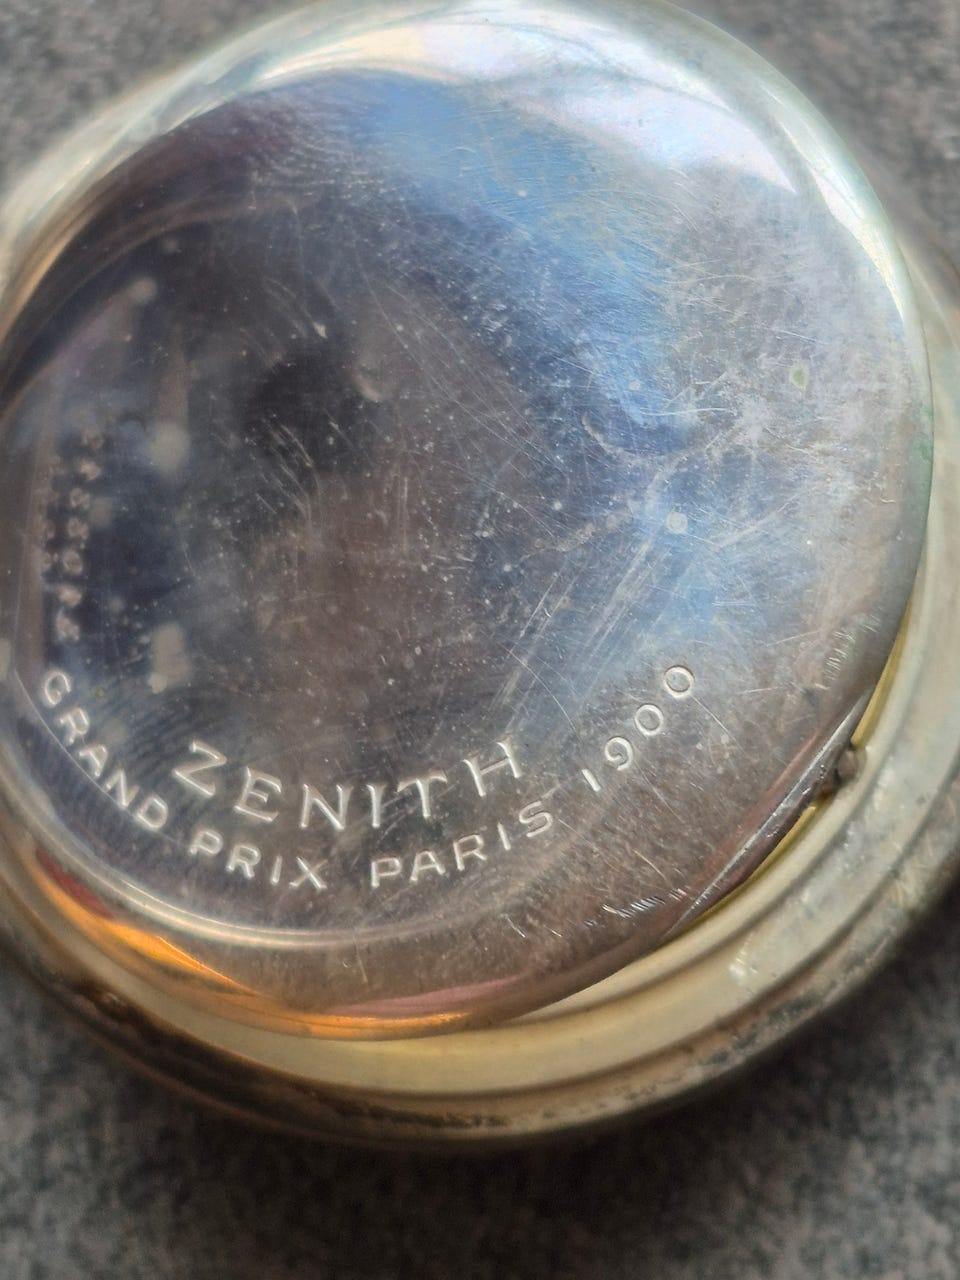 ZENITH
GRAND PRIX PARIS 1900